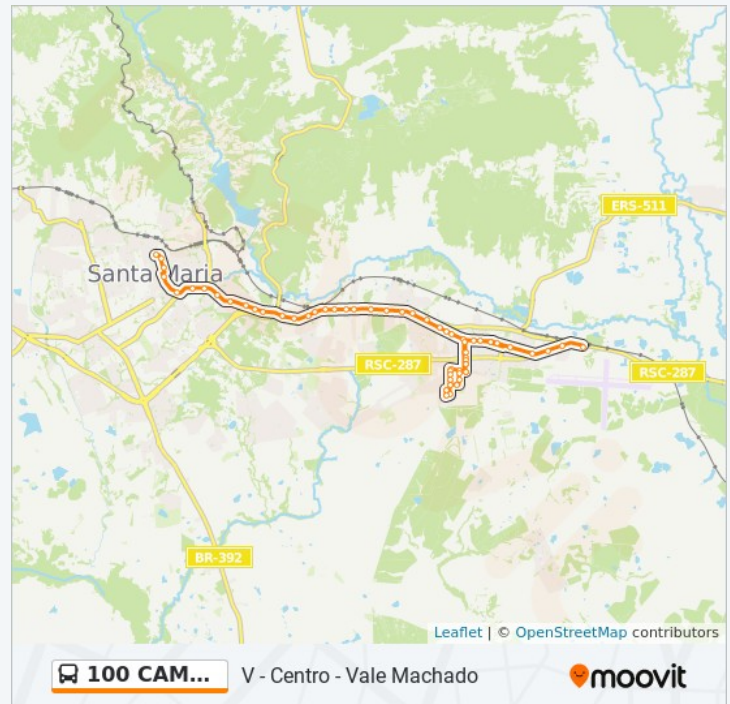 ERS-511
Santa Maria
RSC-287
RSC-287
BR-392
Leaflet | © OpenStreetMap contributors
100 CAM...
V - Centro - Vale Machado
moovit